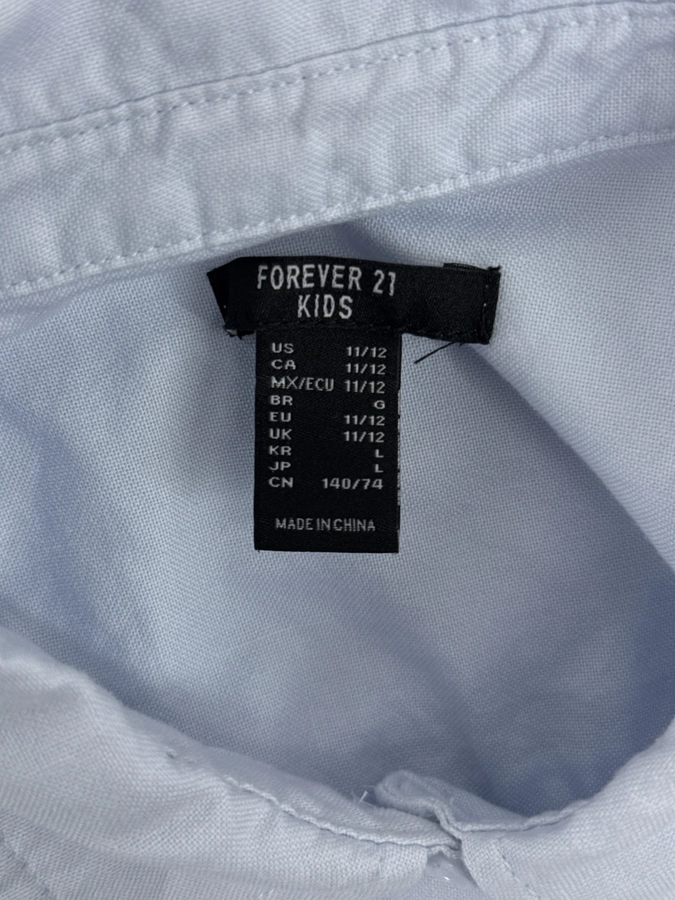 FOREVER 21
KIDS
US 11/12
CA 11/12
MX/ECU 11/12
BR G
EU 11/12
UK 11/12
KR L
JP L
CN 140/74
MADE IN CHINA